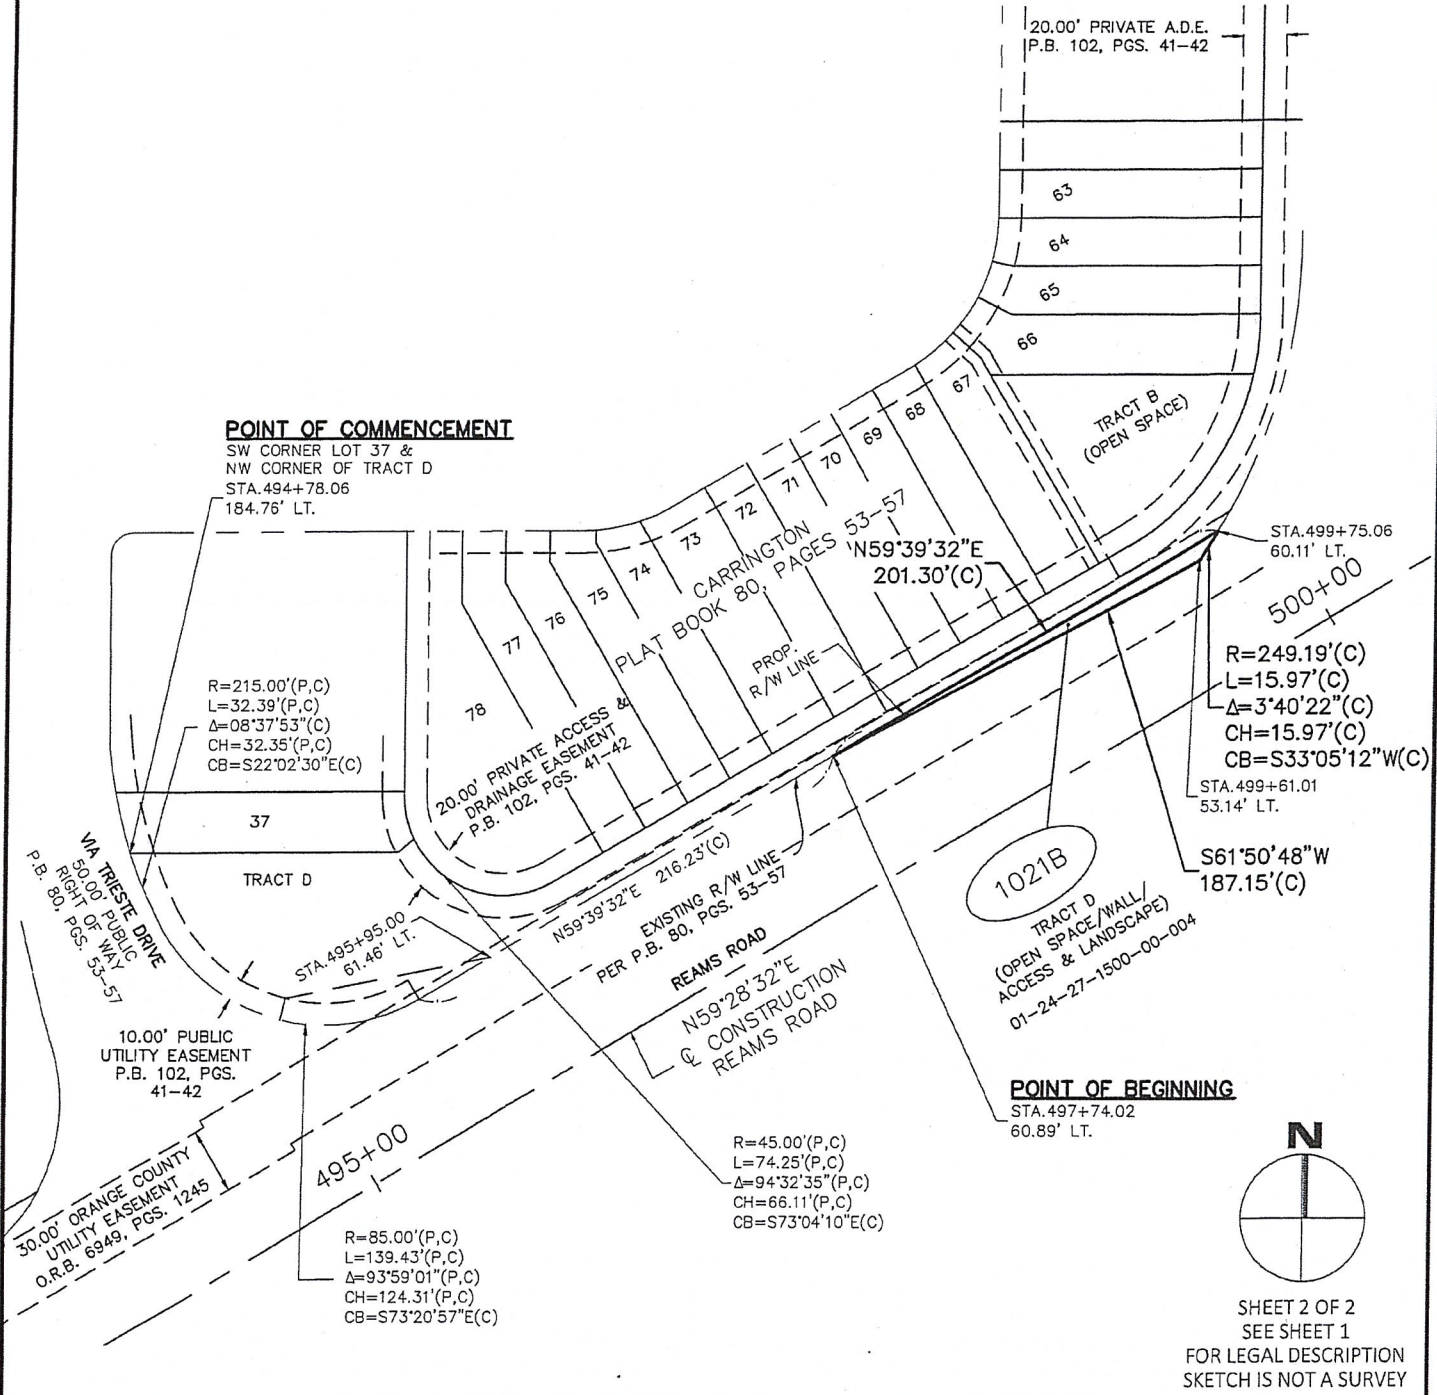 20.00' PRIVATE A.D.E.
P.B. 102, PGS. 41-42
63
64
65
66
67
68
69
70
71
72
73
74
75
76
77
78
TRACT B
(OPEN SPACE)
POINT OF COMMENCEMENT
SW CORNER LOT 37 &
NW CORNER OF TRACT D
STA.494+78.06
184.76' LT.
CARRINGTON
PLAT BOOK 80, PAGES 53-57
N59°39'32"E
201.30'(C)
STA.499+75.06
60.11' LT.
500+00
PROP.
R/W LINE
R=249.19'(C)
L=15.97'(C)
Δ=3°40'22"(C)
CH=15.97'(C)
CB=S33°05'12"W(C)
STA.499+61.01
53.14' LT.
R=215.00'(P,C)
L=32.39'(P,C)
Δ=08°37'53"(C)
CH=32.35'(P,C)
CB=S22°02'30"E(C)
20.00' PRIVATE ACCESS &
DRAINAGE EASEMENT
P.B. 102, PGS. 41-42
37
TRACT D
VIA TRIESTE DRIVE
50.00' PUBLIC
RIGHT OF WAY
P.B. 80, PGS. 53-57
STA.495+95.00
61.46' LT.
N59°39'32"E 216.23'(C)
EXISTING R/W LINE
PER P.B. 80, PGS. 53-57
REAMS ROAD
N59°28'32"E
℄ CONSTRUCTION
REAMS ROAD
1021B
S61°50'48"W
187.15'(C)
TRACT D
(OPEN SPACE/WALL/
ACCESS & LANDSCAPE)
01-24-27-1500-00-004
10.00' PUBLIC
UTILITY EASEMENT
P.B. 102, PGS.
41-42
POINT OF BEGINNING
STA.497+74.02
60.89' LT.
495+00
30.00' ORANGE COUNTY
UTILITY EASEMENT
O.R.B. 6949, PGS. 1245
R=45.00'(P,C)
L=74.25'(P,C)
Δ=94°32'35"(P,C)
CH=66.11'(P,C)
CB=S73°04'10"E(C)
R=85.00'(P,C)
L=139.43'(P,C)
Δ=93°59'01"(P,C)
CH=124.31'(P,C)
CB=S73°20'57"E(C)
N
SHEET 2 OF 2
SEE SHEET 1
FOR LEGAL DESCRIPTION
SKETCH IS NOT A SURVEY